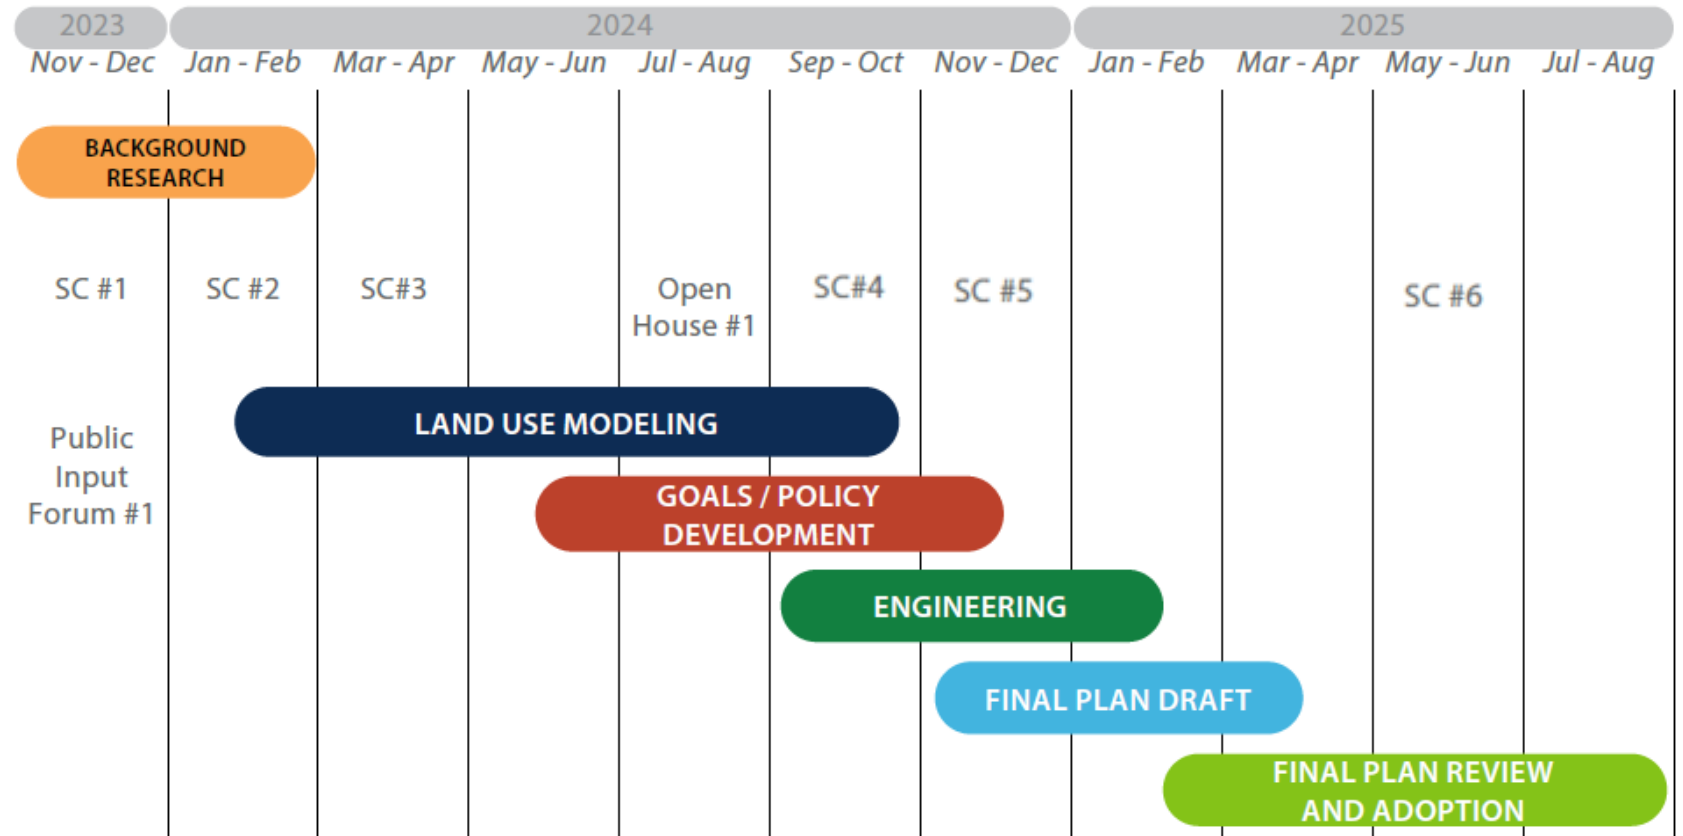 2023 2024 2025
Nov - Dec Jan - Feb Mar - Apr May - Jun Jul - Aug Sep - Oct Nov - Dec Jan - Feb Mar - Apr May - Jun Jul - Aug
BACKGROUND
RESEARCH
SC #1 SC #2 SC#3 Open SC#4 SC #5 SC #6
House #1
LAND USE MODELING
Public
Input
Forum #1
GOALS / POLICY
DEVELOPMENT
ENGINEERING
FINAL PLAN DRAFT
FINAL PLAN REVIEW
AND ADOPTION